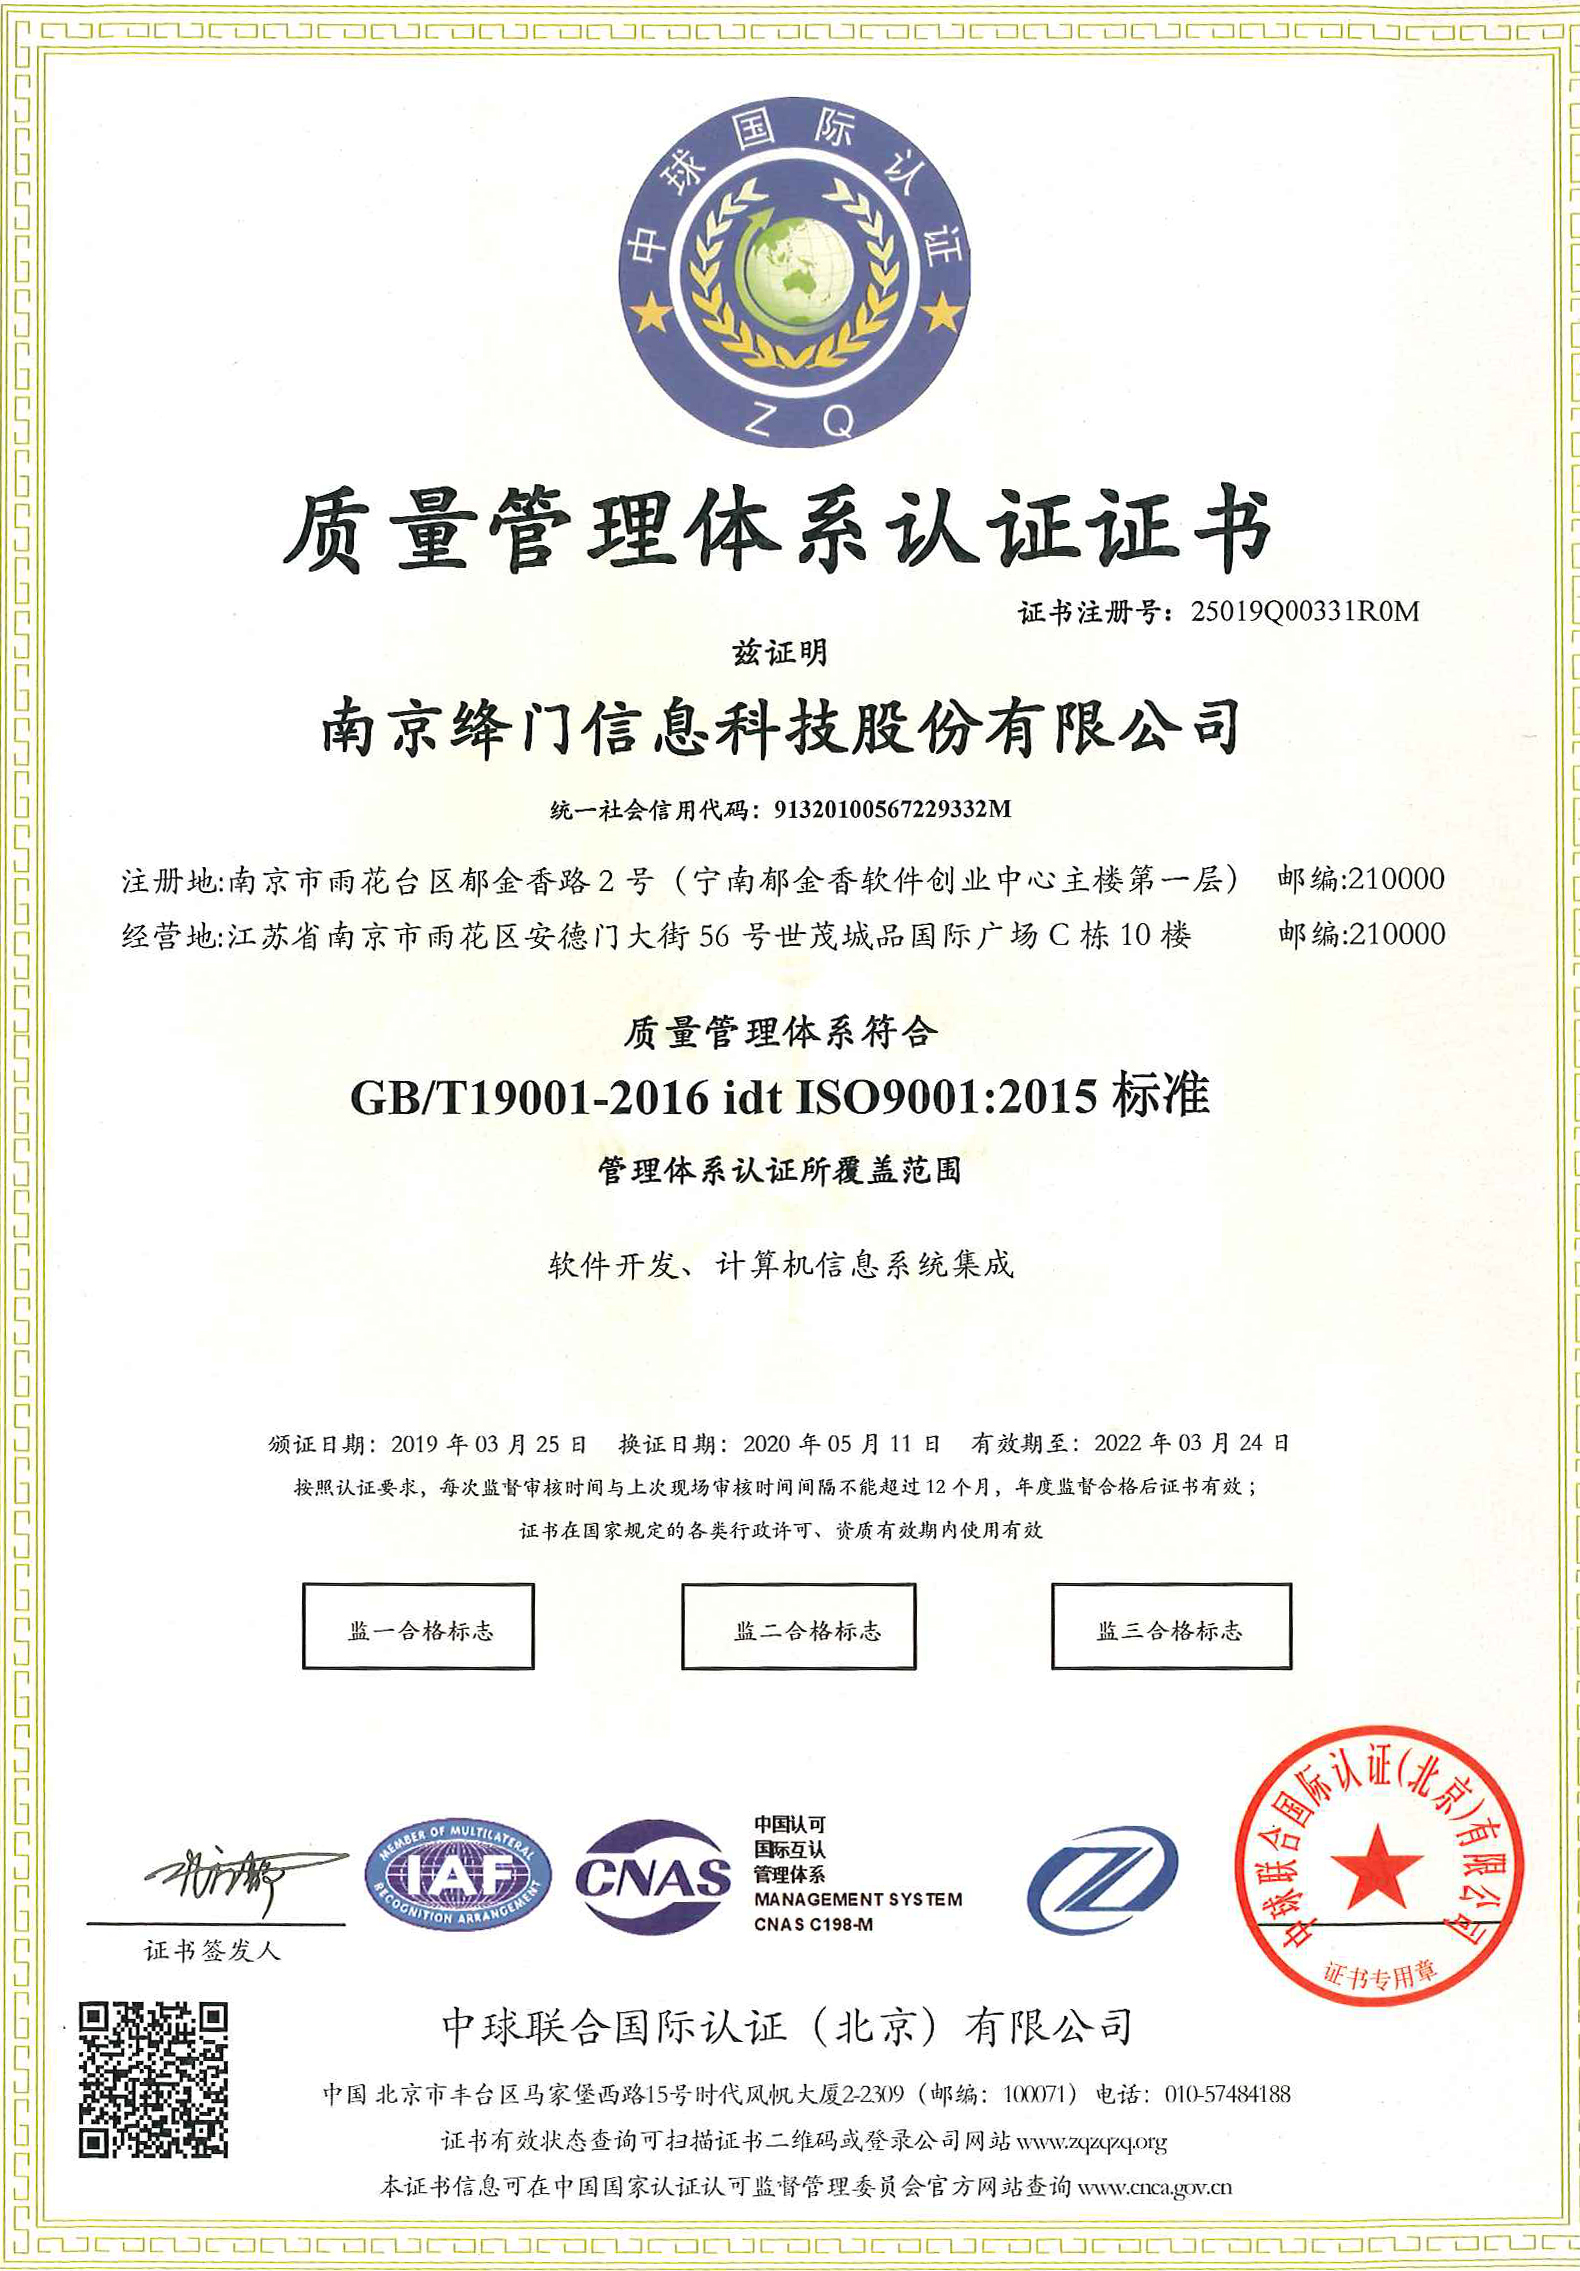 中球国际认证
ZQ
质量管理体系认证证书
证书注册号：25019Q00331R0M
兹证明
南京绛门信息科技股份有限公司
统一社会信用代码：91320100567229332M
注册地:南京市雨花台区郁金香路2号（宁南郁金香软件创业中心主楼第一层） 邮编:210000
经营地:江苏省南京市雨花区安德门大街56号世茂城品国际广场C栋10楼 邮编:210000
质量管理体系符合
GB/T19001-2016 idt ISO9001:2015 标准
管理体系认证所覆盖范围
软件开发、计算机信息系统集成
颁证日期：2019年03月25日 换证日期：2020年05月11日 有效期至：2022年03月24日
按照认证要求，每次监督审核时间与上次现场审核时间间隔不能超过12个月，年度监督合格后证书有效；
证书在国家规定的各类行政许可、资质有效期内使用有效
监一合格标志 监二合格标志 监三合格标志
MEMBER OF MULTILATERAL
IAF
RECOGNITION ARRANGEMENT
CNAS
中国认可
国际互认
管理体系
MANAGEMENT SYSTEM
CNAS C198-M
中球联合国际认证(北京)有限公司
证书专用章
证书签发人
中球联合国际认证（北京）有限公司
中国 北京市丰台区马家堡西路15号时代风帆大厦2-2309（邮编：100071）电话：010-57484188
证书有效状态查询可扫描证书二维码或登录公司网站www.zqzqzq.org
本证书信息可在中国国家认证认可监督管理委员会官方网站查询www.cnca.gov.cn